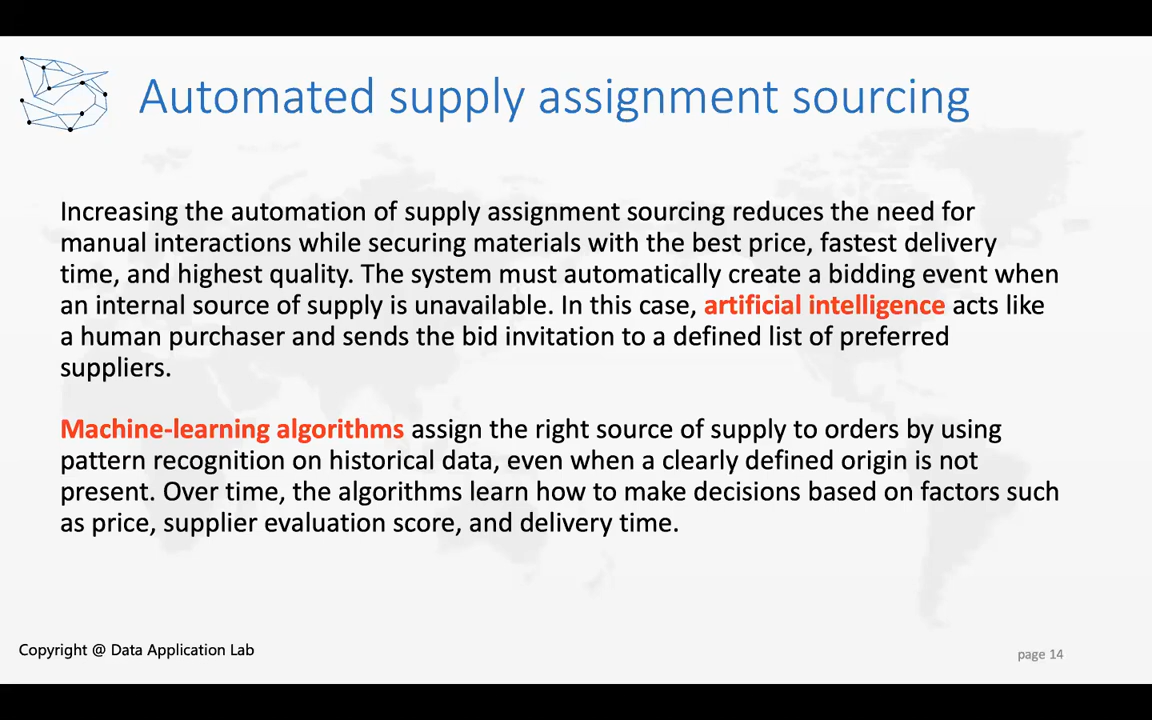 Automated supply assignment sourcing
Increasing the automation of supply assignment sourcing reduces the need for
manual interactions while securing materials with the best price, fastest delivery
time, and highest quality. The system must automatically create a bidding event when
an internal source of supply is unavailable. In this case, artificial intelligence acts like
a human purchaser and sends the bid invitation to a defined list of preferred
suppliers.
Machine-learning algorithms assign the right source of supply to orders by using
pattern recognition on historical data, even when a clearly defined origin is not
present. Over time, the algorithms learn how to make decisions based on factors such
as price, supplier evaluation score, and delivery time.
Copyright @ Data Application Lab
page 14